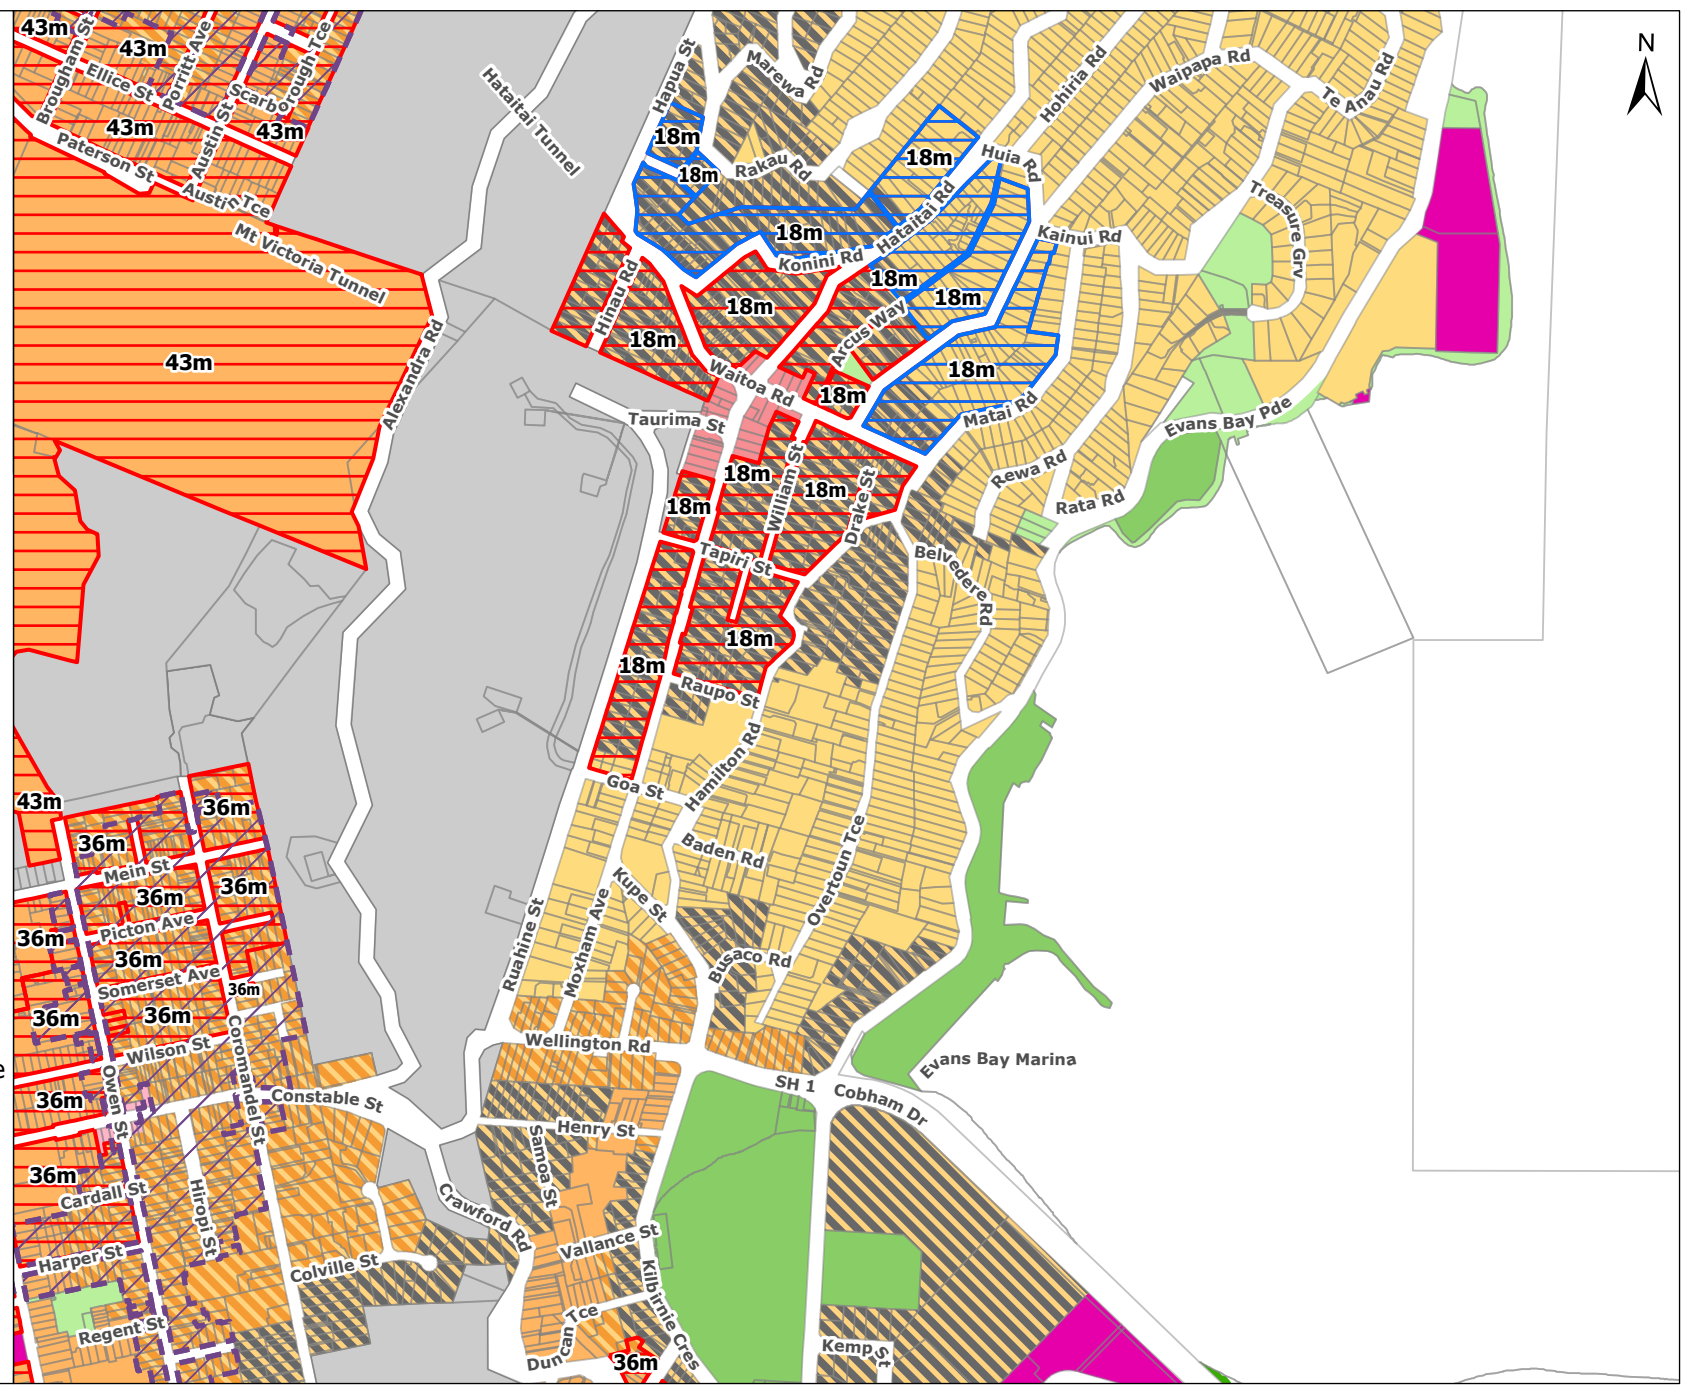 43m
43m
Brougham St
Ellice St
Porritt Ave
Scarborough Tce
43m
43m
Austin St
Paterson St
Austin Tce
Hataitai Tunnel
Mt Victoria Tunnel
43m
Alexandra Rd
Hapua St
Marewa Rd
18m
18m
Rakau Rd
18m
Huia Rd
Hohiria Rd
Waipapa Rd
Te Anau Rd
N
Treasure Grv
Hataitai Rd
18m
Konini Rd
Kainui Rd
18m
18m
Hinau Rd
18m
18m
Arcus Way
18m
Waitoa Rd
18m
Matai Rd
Taurima St
Evans Bay Pde
18m
William St
18m
Drake St
18m
Rewa Rd
Rata Rd
Tapiri St
Belvedere Rd
18m
18m
Raupo St
Hamilton Rd
Goa St
Baden Rd
Overtoun Tce
Kupe St
Moxham Ave
Ruahine St
Busaco Rd
Wellington Rd
SH 1
Cobham Dr
Evans Bay Marina
43m
36m
36m
Mein St
36m
36m
Picton Ave
36m
36m
Somerset Ave
36m
36m
36m
Wilson St
Coromandel St
e
36m
Owen St
Constable St
Henry St
Samoa St
36m
Cardall St
Hiropi St
Crawford Rd
Vallance St
Harper St
Colville St
Kilbirnie Cres
Regent St
Duncan Tce
36m
Kemp St